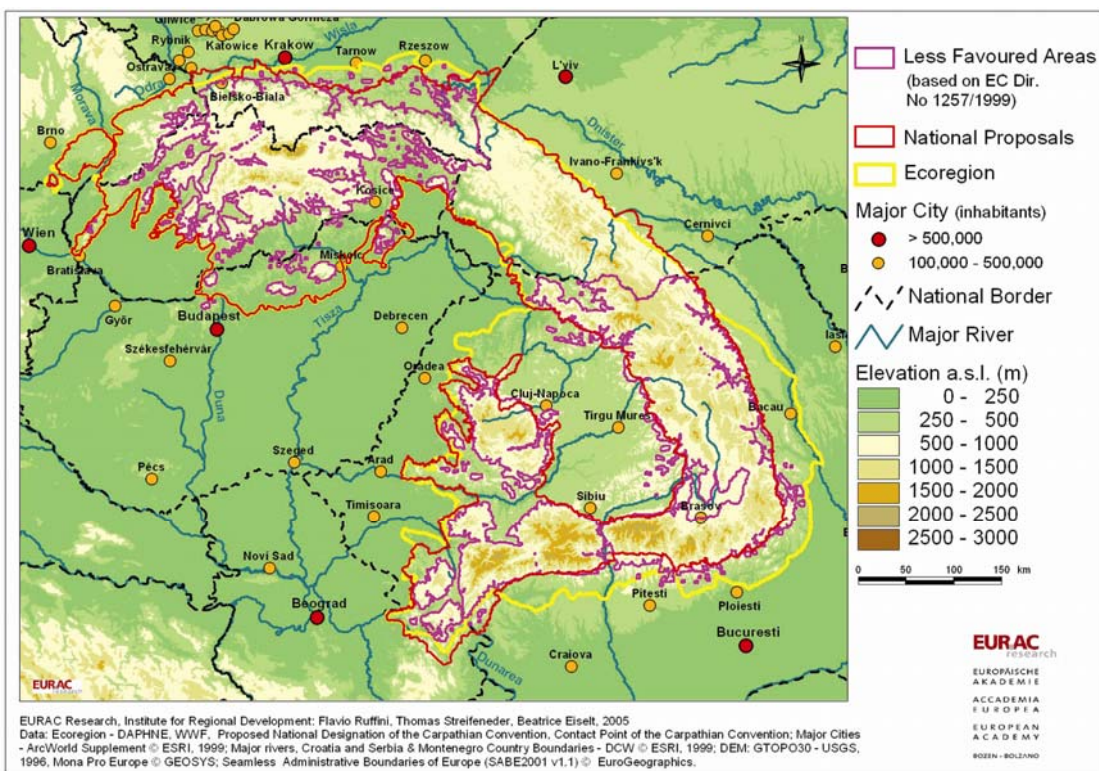 Gliwice
Dabrowa Gornicza
Rybnik
Katowice
Krakow
Wisla
Tarnow
Rzeszow
L'viv
Ostrava
Odra
Bielsko-Biala
Morava
Brno
Dnister
Ivano-Frankivs'k
Kosice
Cernivci
Wien
Bratislava
Miskolc
Györ
Budapest
Tisza
Debrecen
Székesfehérvár
Iasi
Oradea
Duna
Cluj-Napoca
Tirgu Mures
Bacau
Szeged
Arad
Pécs
Timisoara
Sibiu
Brasov
Novi Sad
Beograd
Pitesti
Ploiesti
Bucuresti
Dunarea
Craiova
EURAC
research
N
Less Favoured Areas
(based on EC Dir.
No 1257/1999)
National Proposals
Ecoregion
Major City (inhabitants)
> 500,000
100,000 - 500,000
National Border
Major River
Elevation a.s.l. (m)
0 - 250
250 - 500
500 - 1000
1000 - 1500
1500 - 2000
2000 - 2500
2500 - 3000
0 50 100 150 km
EURAC
research
EUROPÄISCHE
AKADEMIE
ACCADEMIA
EUROPEA
EUROPEAN
ACADEMY
BOZEN - BOLZANO
EURAC Research, Institute for Regional Development: Flavio Ruffini, Thomas Streifeneder, Beatrice Eiselt, 2005
Data: Ecoregion - DAPHNE, WWF, Proposed National Designation of the Carpathian Convention, Contact Point of the Carpathian Convention; Major Cities
- ArcWorld Supplement © ESRI, 1999; Major rivers, Croatia and Serbia & Montenegro Country Boundaries - DCW © ESRI, 1999; DEM: GTOPO30 - USGS,
1996, Mona Pro Europe © GEOSYS; Seamless Administrative Boundaries of Europe (SABE2001 v1.1) © EuroGeographics.